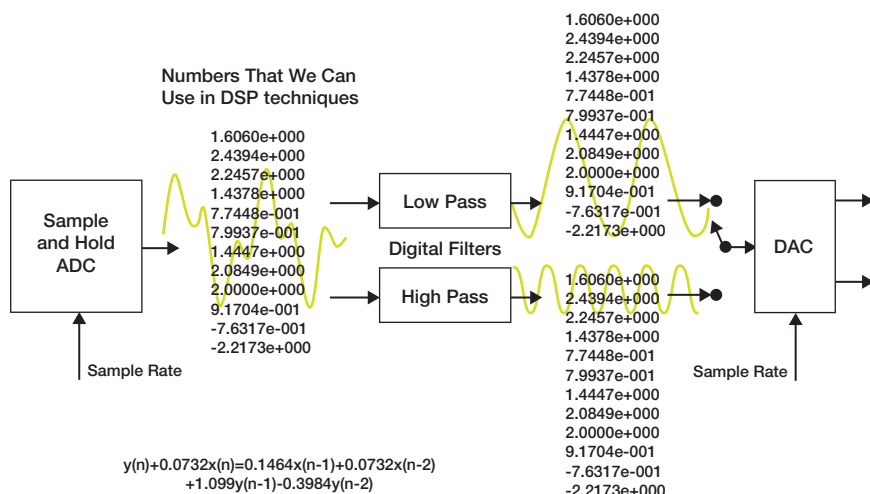 Numbers That We Can
Use in DSP techniques
1.6060e+000
2.4394e+000
2.2457e+000
1.4378e+000
7.7448e-001
7.9937e-001
1.4447e+000
2.0849e+000
2.0000e+000
9.1704e-001
-7.6317e-001
-2.2173e+000
Sample
and Hold
ADC
Sample Rate
Low Pass
Digital Filters
High Pass
1.6060e+000
2.4394e+000
2.2457e+000
1.4378e+000
7.7448e-001
7.9937e-001
1.4447e+000
2.0849e+000
2.0000e+000
9.1704e-001
-7.6317e-001
-2.2173e+000
1.6060e+000
2.4394e+000
2.2457e+000
1.4378e+000
7.7448e-001
7.9937e-001
1.4447e+000
2.0849e+000
2.0000e+000
9.1704e-001
-7.6317e-001
-2.2173e+000
DAC
Sample Rate
y(n)+0.0732x(n)=0.1464x(n-1)+0.0732x(n-2)
+1.099y(n-1)-0.3984y(n-2)